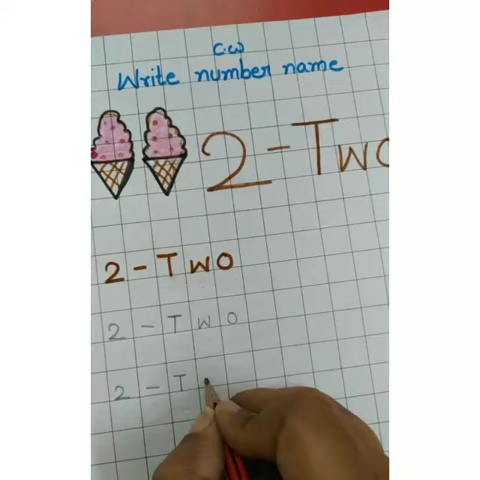 C.W
Write number name
2 - Two
2 - TWO
2 - TWO
2 - T